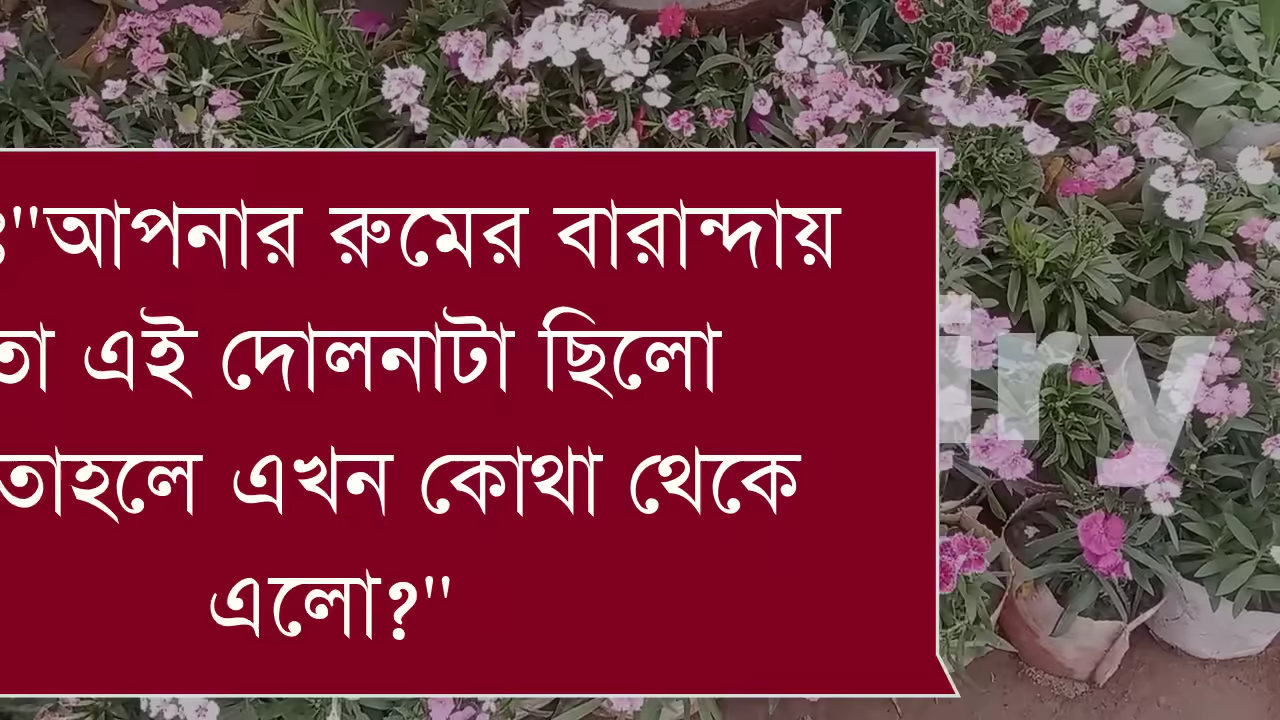 "আপনার রুমের বারান্দায়
এই দোলনাটা ছিলো
তাহলে এখন কোথা থেকে
এলো?"